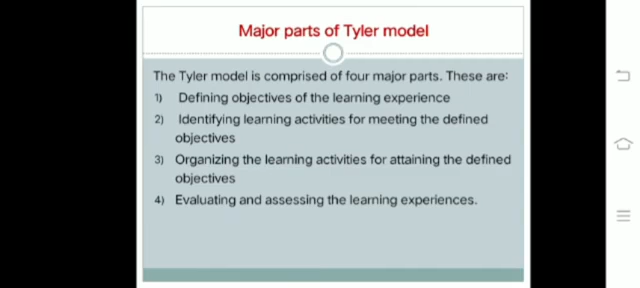 Major parts of Tyler model
The Tyler model is comprised of four major parts. These are:
1) Defining objectives of the learning experience
2) Identifying learning activities for meeting the defined
objectives
3) Organizing the learning activities for attaining the defined
objectives
4) Evaluating and assessing the learning experiences.